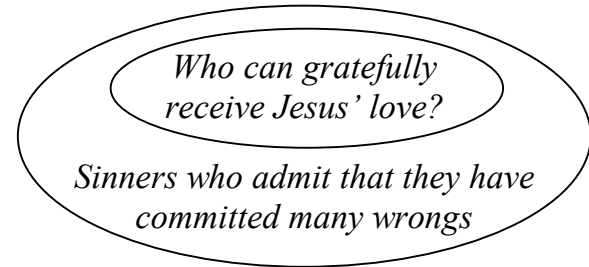 Who can gratefully
receive Jesus’ love?
Sinners who admit that they have
committed many wrongs